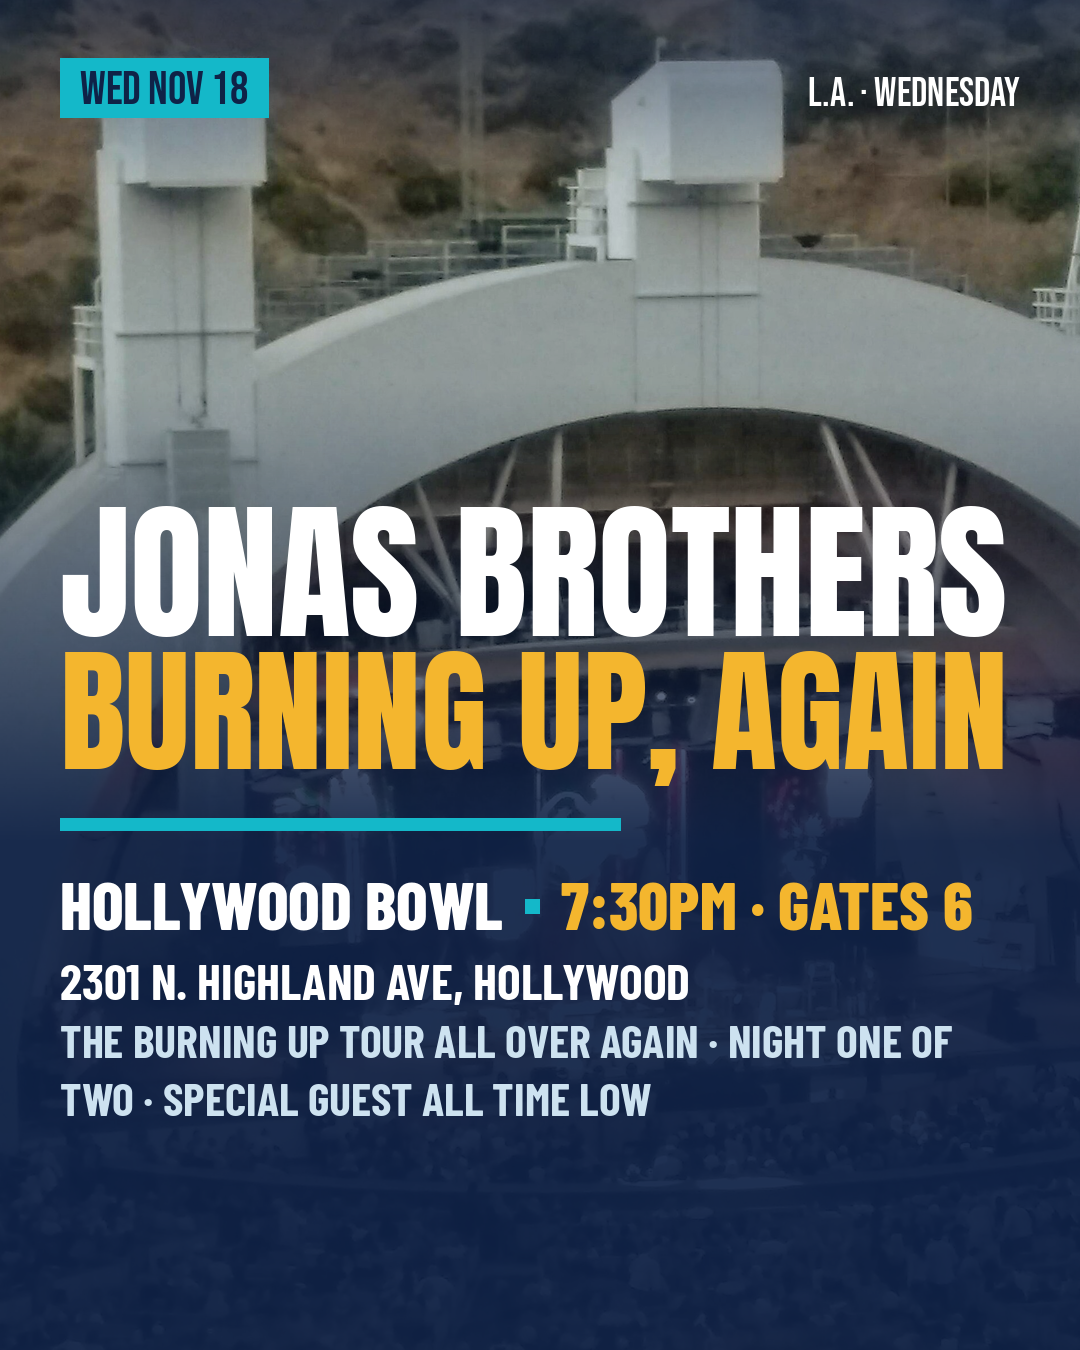 WED NOV 18
L.A. · WEDNESDAY
JONAS BROTHERS
BURNING UP, AGAIN
HOLLYWOOD BOWL ▪ 7:30PM · GATES 6
2301 N. HIGHLAND AVE, HOLLYWOOD
THE BURNING UP TOUR ALL OVER AGAIN · NIGHT ONE OF
TWO · SPECIAL GUEST ALL TIME LOW